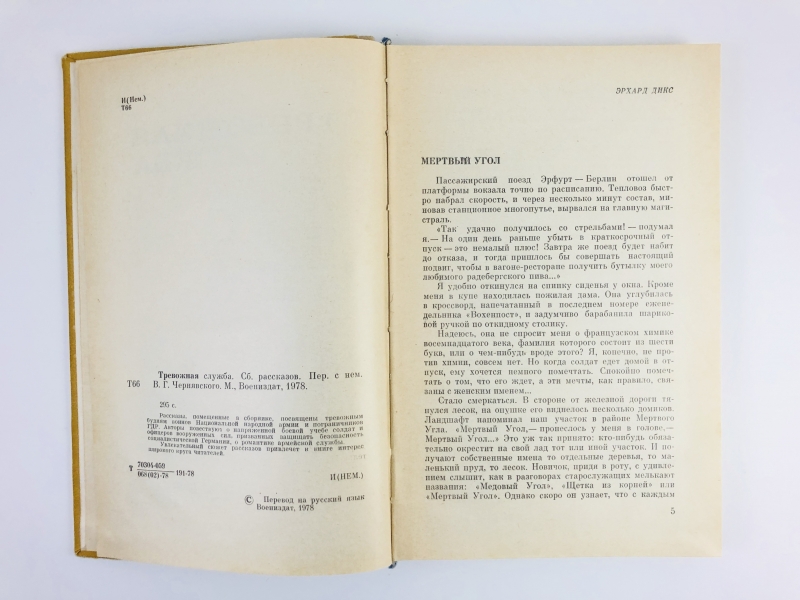 И(Нем.)
Т66
Тревожная служба. Сб. рассказов. Пер. с нем.
Т66 В. Г. Чернявского. М., Воениздат, 1978.
295 с.
Рассказы, помещенные в сборнике, посвящены тревожным
будням воинов Национальной народной армии и пограничников
ГДР. Авторы повествуют о напряженной боевой учебе солдат и
офицеров вооруженных сил, призванных защищать безопасность
социалистической Германии, о романтике армейской службы.
Увлекательный сюжет рассказов привлечет к книге интерес
широкого круга читателей.
Т 70304-059
068(02)-78 191-78
И(НЕМ.)
© Перевод на русский язык
Воениздат, 1978
ЭРХАРД ДИКС
МЕРТВЫЙ УГОЛ
Пассажирский поезд Эрфурт — Берлин отошел от
платформы вокзала точно по расписанию. Тепловоз быст-
ро набрал скорость, и через несколько минут состав, ми-
новав станционное многопутье, вырвался на главную маги-
страль.
«Так удачно получилось со стрельбами! — подумал
я.— На один день раньше убыть в краткосрочный от-
пуск — это немалый плюс! Завтра же поезд будет набит
до отказа, и тогда пришлось бы совершать настоящий
подвиг, чтобы в вагоне-ресторане получить бутылку моего
любимого радебергского пива...»
Я удобно откинулся на спинку сиденья у окна. Кроме
меня в купе находилась пожилая дама. Она углубилась
в кроссворд, напечатанный в последнем номере ежене-
дельника «Вохенпост», и задумчиво барабанила шарико-
вой ручкой по откидному столику.
Надеюсь, она не спросит меня о французском химике
восемнадцатого века, фамилия которого состоит из шести
букв, или о чем-нибудь вроде этого? Я, конечно, не про-
тив химии, совсем нет. Но когда солдат едет домой в от-
пуск, ему хочется немного помечтать. Спокойно помеч-
тать о том, что его ждет, а эти мечты, как правило, свя-
заны с женским именем...
Стало смеркаться. В стороне от железной дороги тя-
нулся лесок, на опушке его виднелось несколько домиков.
Ландшафт напоминал наш участок в районе Мертвого
Угла. «Мертвый Угол,— пронеслось у меня в голове,—
Мертвый Угол...» Это уж так принято: кто-нибудь обяза-
тельно окрестит на свой лад тот или иной участок. И по-
лучают собственные имена то отдельные деревья, то ма-
ленький пруд, то лесок. Новичок, придя в роту, с удивле-
нием слышит, как в разговорах старослужащих мелькают
названия: «Медовый Угол», «Щетка из корней» или
«Мертвый Угол». Однако скоро он узнает, что с каждым
5